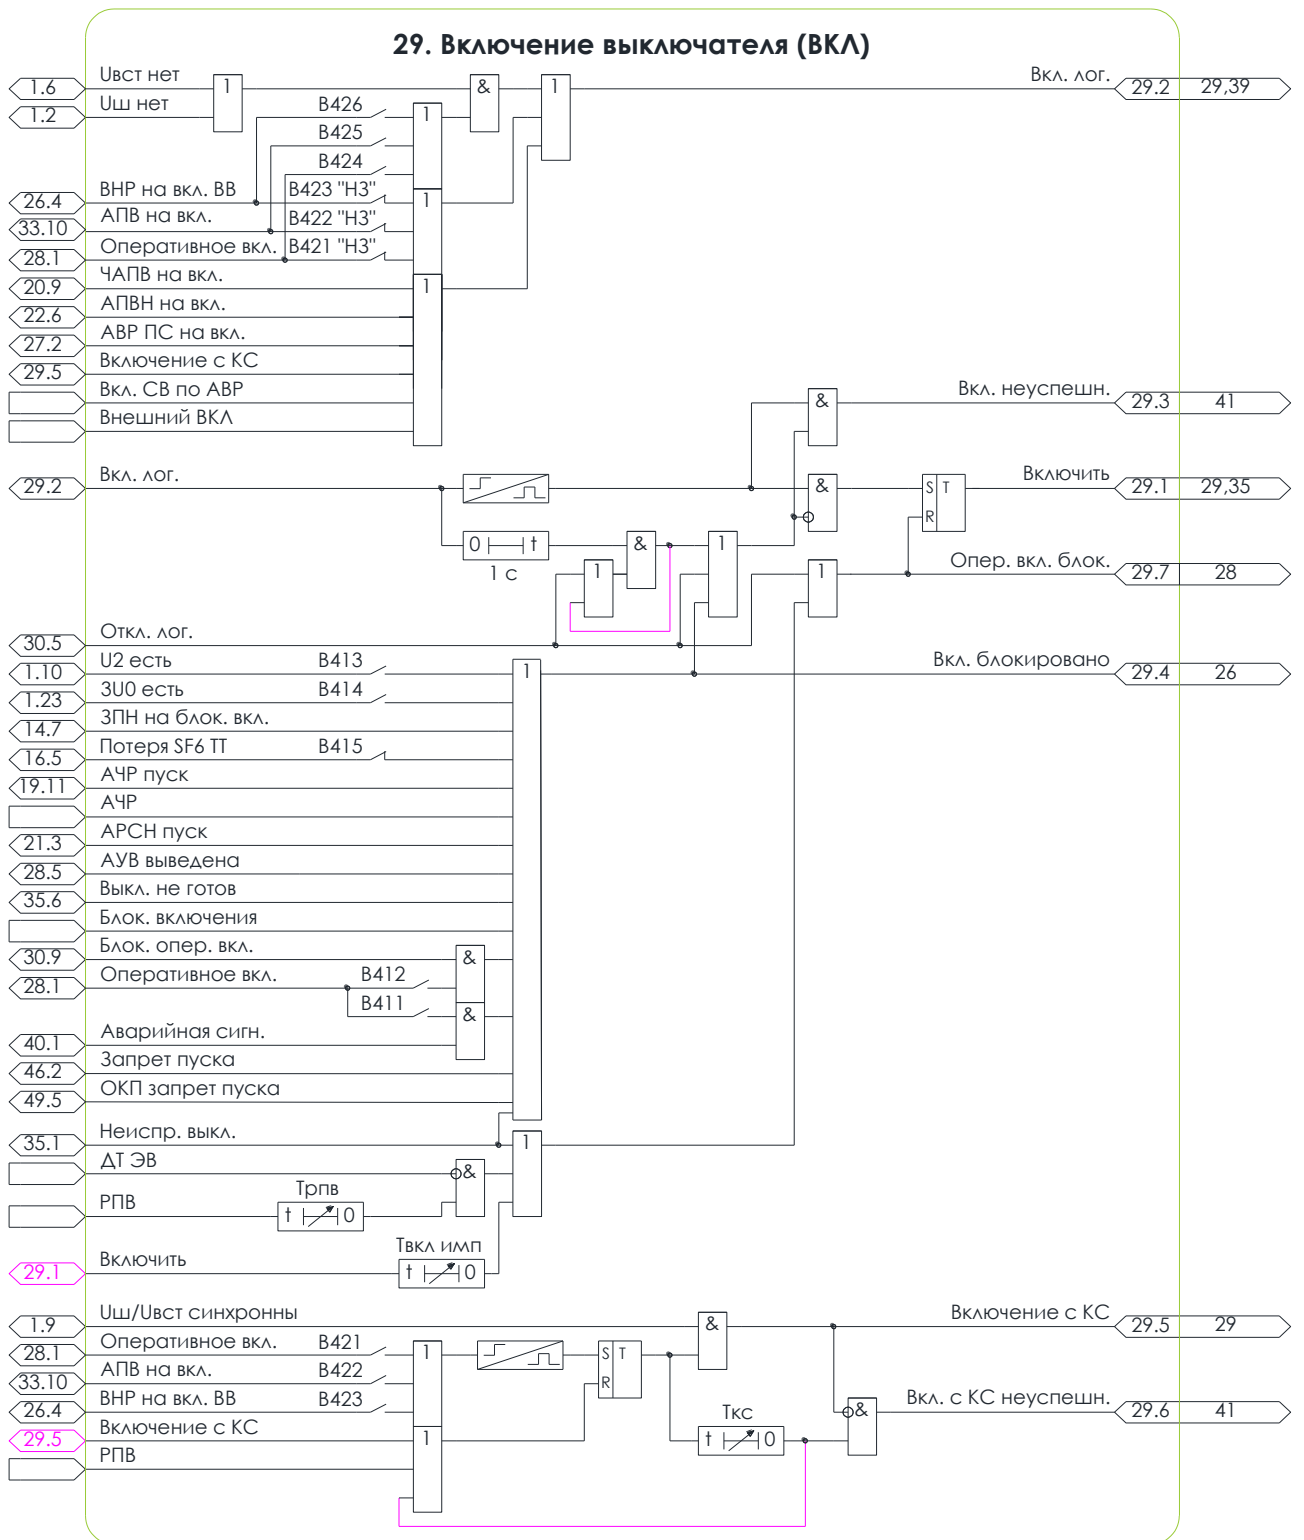 29. Включение выключателя (ВКЛ)
1.6 Uвст нет 1 & 1 Вкл. лог. 29.2 29,39
1.2 Uш нет B426 1
B425
B424
26.4 ВНР на вкл. ВВ B423 "НЗ" 1
33.10 АПВ на вкл. B422 "НЗ"
28.1 Оперативное вкл. B421 "НЗ"
20.9 ЧАПВ на вкл. 1
22.6 АПВН на вкл.
27.2 АВР ПС на вкл.
29.5 Включение с КС
Вкл. СВ по АВР & Вкл. неуспешн. 29.3 41
Внешний ВКЛ
29.2 Вкл. лог. & S T Включить 29.1 29,35
R
0 t & 1
1 с 1 1 Опер. вкл. блок. 29.7 28
30.5 Откл. лог.
1.10 U2 есть B413 1 Вкл. блокировано 29.4 26
1.23 3U0 есть B414
14.7 ЗПН на блок. вкл.
16.5 Потеря SF6 ТТ B415
19.11 АЧР пуск
АЧР
21.3 АРСН пуск
28.5 АУВ выведена
35.6 Выкл. не готов
Блок. включения
30.9 Блок. опер. вкл. &
28.1 Оперативное вкл. B412
B411 &
40.1 Аварийная сигн.
46.2 Запрет пуска
49.5 ОКП запрет пуска
35.1 Неиспр. выкл. 1
ДТ ЭВ &
РПВ Трпв
t 0
29.1 Включить Твкл имп
t 0
1.9 Uш/Uвст синхронны & Включение с КС 29.5 29
28.1 Оперативное вкл. B421 1 S T
33.10 АПВ на вкл. B422 R
26.4 ВНР на вкл. ВВ B423 & Вкл. с КС неуспешн. 29.6 41
29.5 Включение с КС 1 Ткс
t 0
РПВ